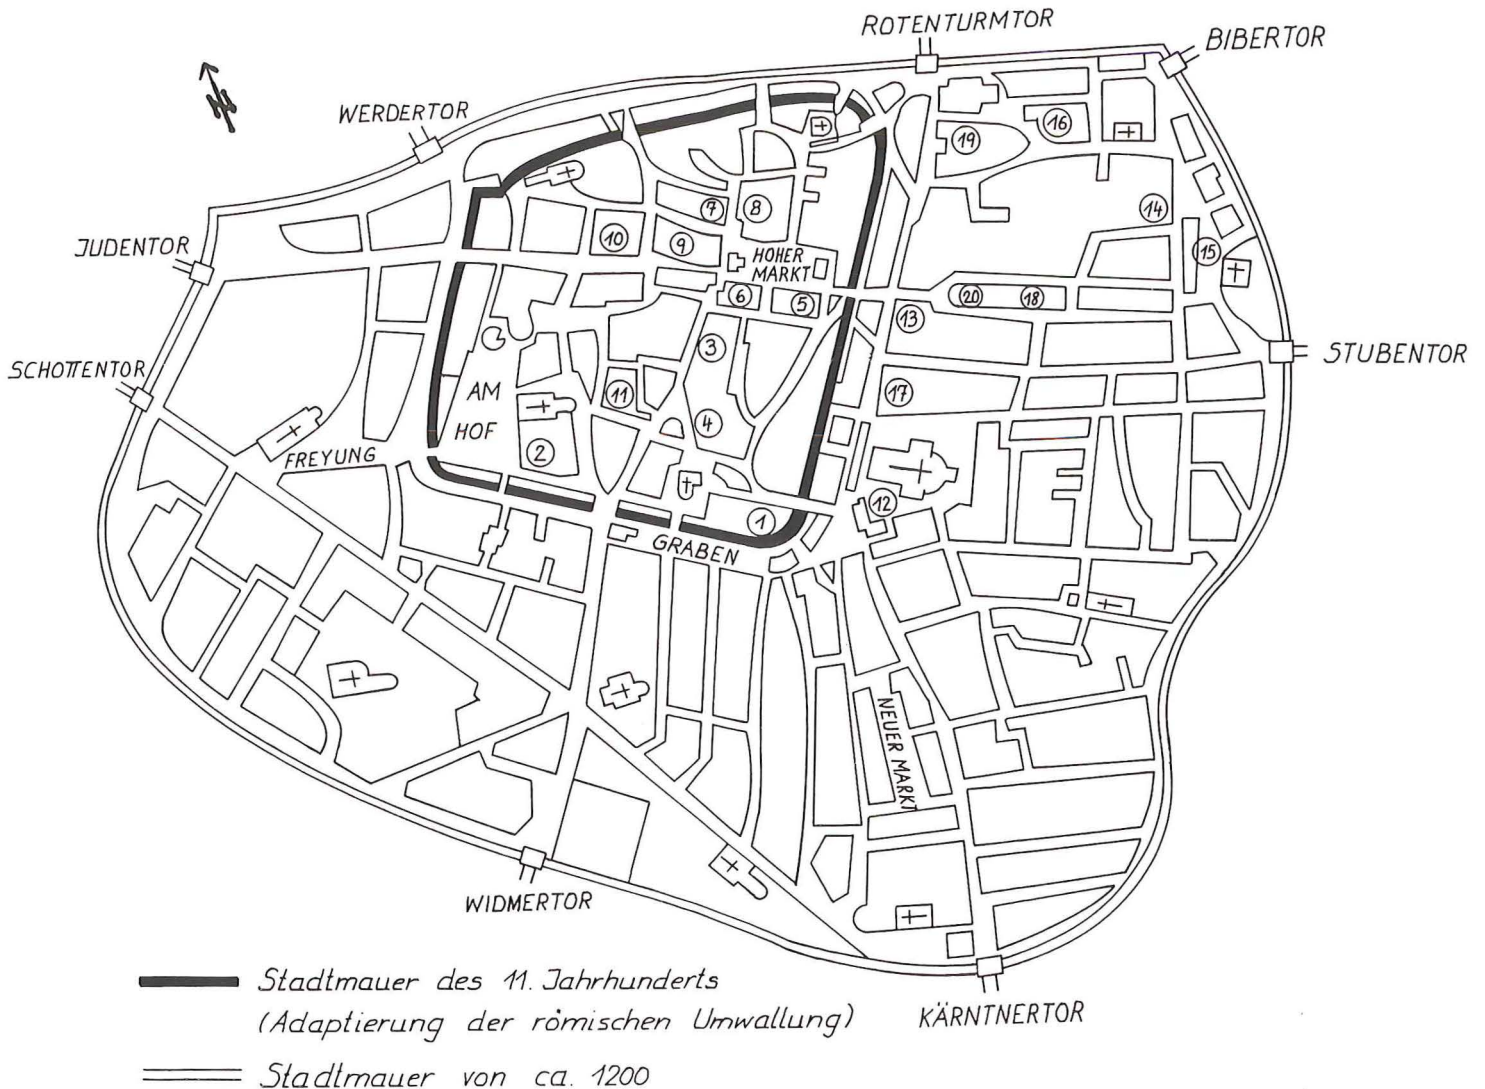 ROTENTURMTOR
BIBERTOR
N
WERDERTOR
JUDENTOR
SCHOTTENTOR
19
16
14
15
7
8
10
9
HOHER
MARKT
6
5
20
18
13
STUBENTOR
3
11
AM
HOF
17
4
2
FREYUNG
12
1
GRABEN
NEUER MARKT
WIDMERTOR
KÄRNTNERTOR
Stadtmauer des 11. Jahrhunderts
(Adaptierung der römischen Umwallung)
Stadtmauer von ca. 1200